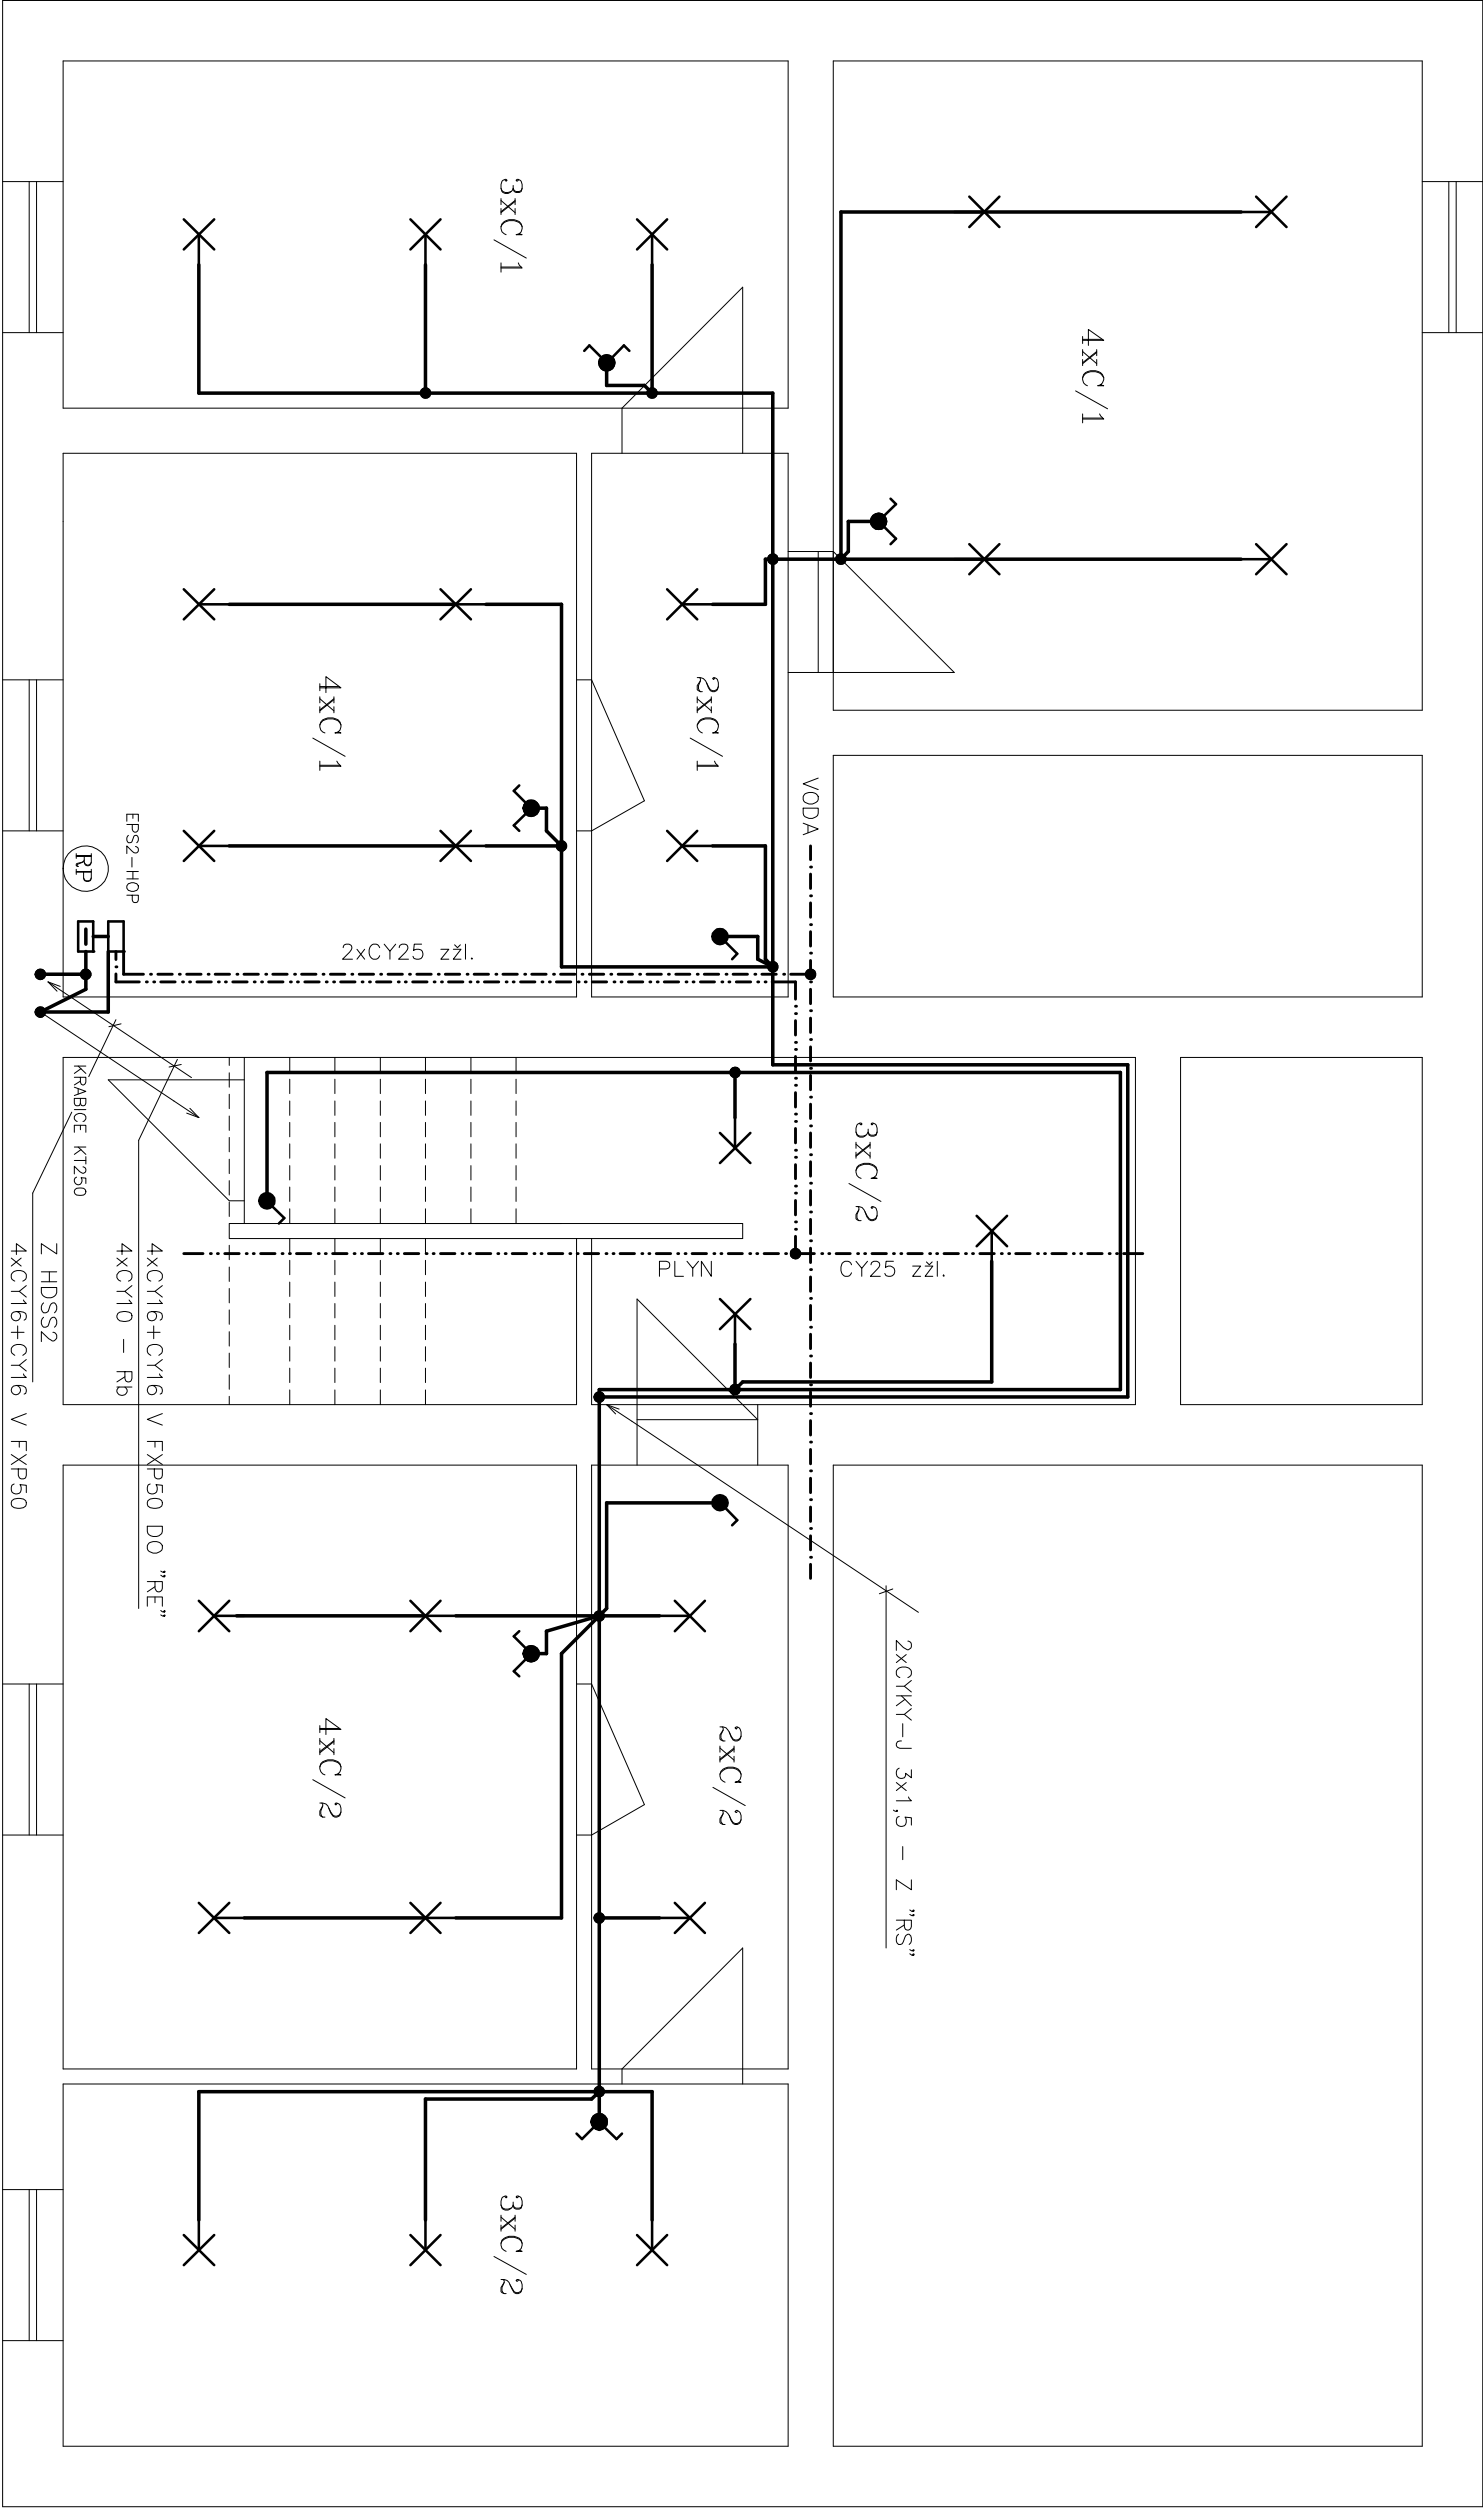 3xC/1
4xC/1
4xC/1
2xC/1
VODA
EPS2-HOP
RP
2xCY25 zžl.
KRABICE KT250
3xC/2
PLYN
CY25 zžl.
4xCY16+CY16 V FXP50 DO "RE"
4xCY10 - Rb
Z HDSS2
4xCY16+CY16 V FXP50
2xCYKY-J 3x1,5 - Z "RS"
4xC/2
2xC/2
3xC/2